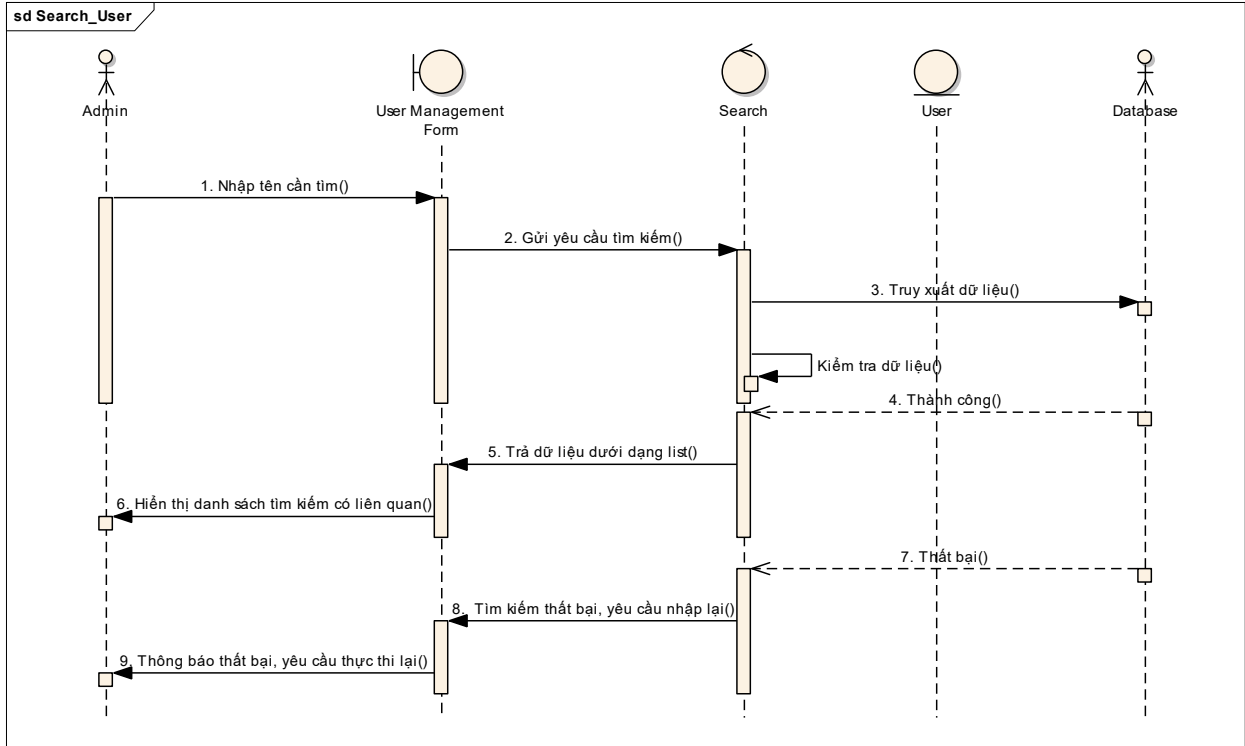 sd Search_User
Admin
User Management
Form
Search
User
Database
1. Nhập tên cần tìm()
2. Gửi yêu cầu tìm kiếm()
3. Truy xuất dữ liệu()
Kiểm tra dữ liệu()
4. Thành công()
5. Trả dữ liệu dưới dạng list()
6. Hiển thị danh sách tìm kiếm có liên quan()
7. Thất bại()
8. Tìm kiếm thất bại, yêu cầu nhập lại()
9. Thông báo thất bại, yêu cầu thực thi lại()